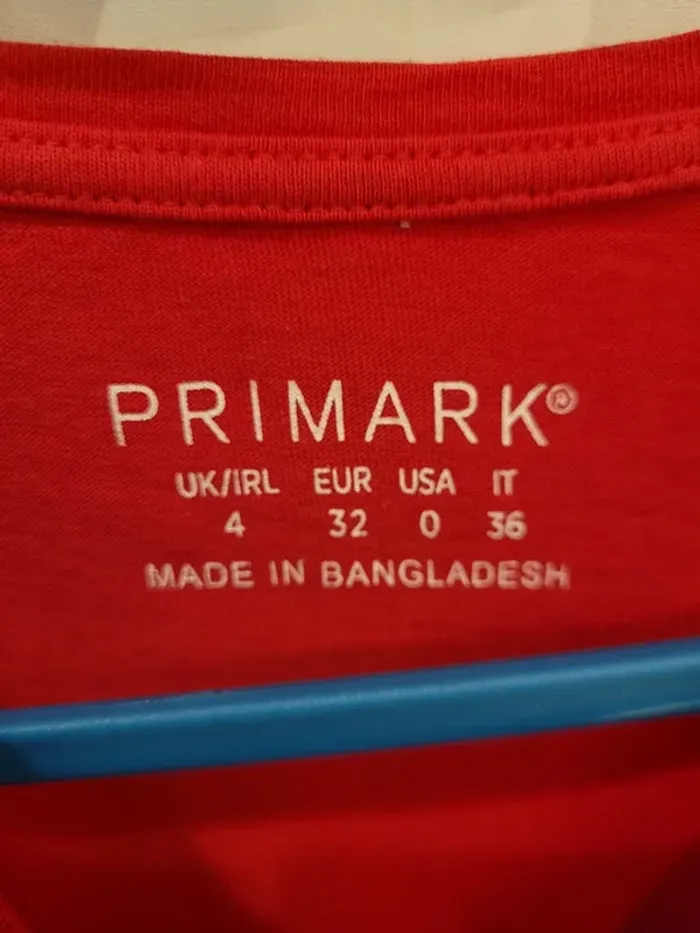 PRIMARK®
UK/IRL EUR USA IT
4 32 0 36
MADE IN BANGLADESH